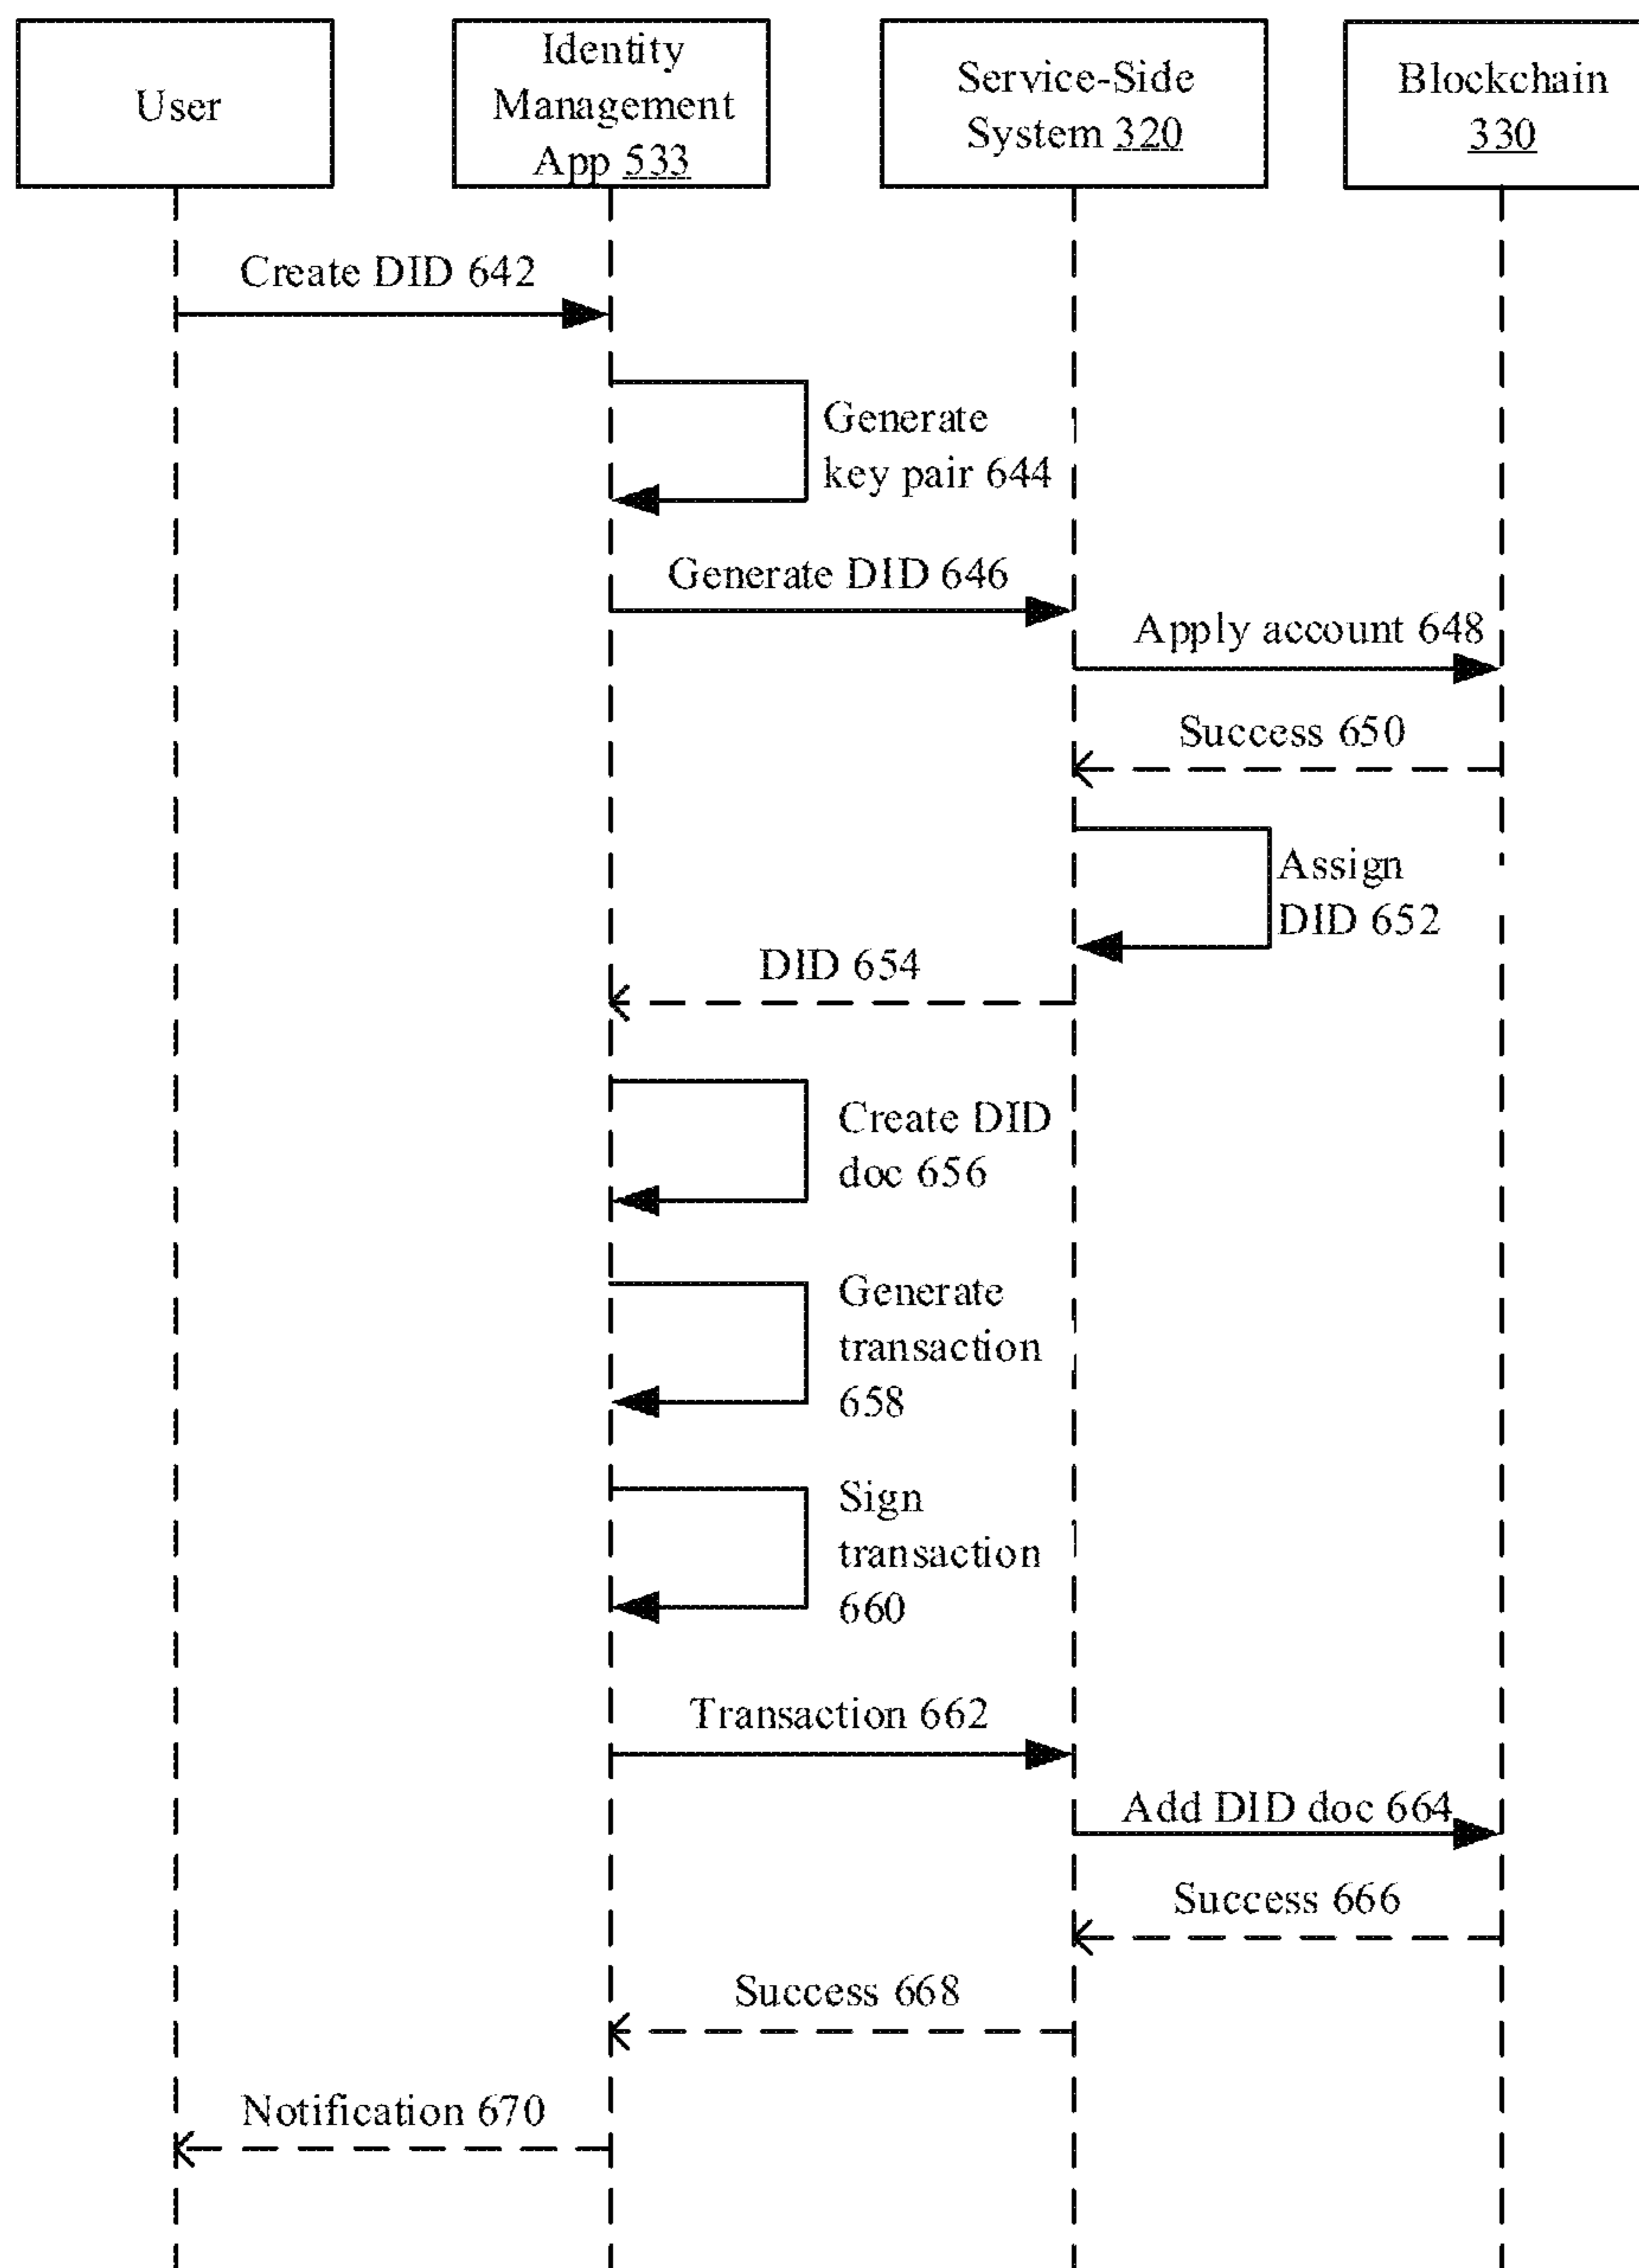 User
Identity
Management
App 533
Service-Side
System 320
Blockchain
330
Create DID 642
Generate
key pair 644
Generate DID 646
Apply account 648
Success 650
Assign
DID 652
DID 654
Create DID
doc 656
Generate
transaction
658
Sign
transaction
660
Transaction 662
Add DID doc 664
Success 666
Success 668
Notification 670